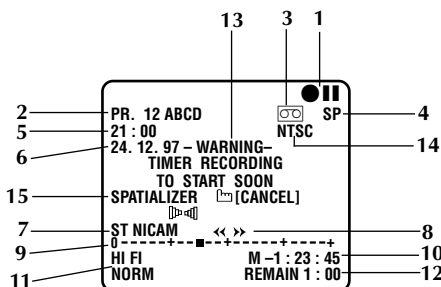 13 3 1
2 PR. 12 ABCD SP 4
5 21 : 00 NTSC
6 24. 12. 97 – WARNING– 14
TIMER RECORDING
TO START SOON
15 SPATIALIZER [CANCEL]
7 ST NICAM 8
9 0 + + + +
HI FI M –1 : 23 : 45 10
11 NORM REMAIN 1 : 00 12